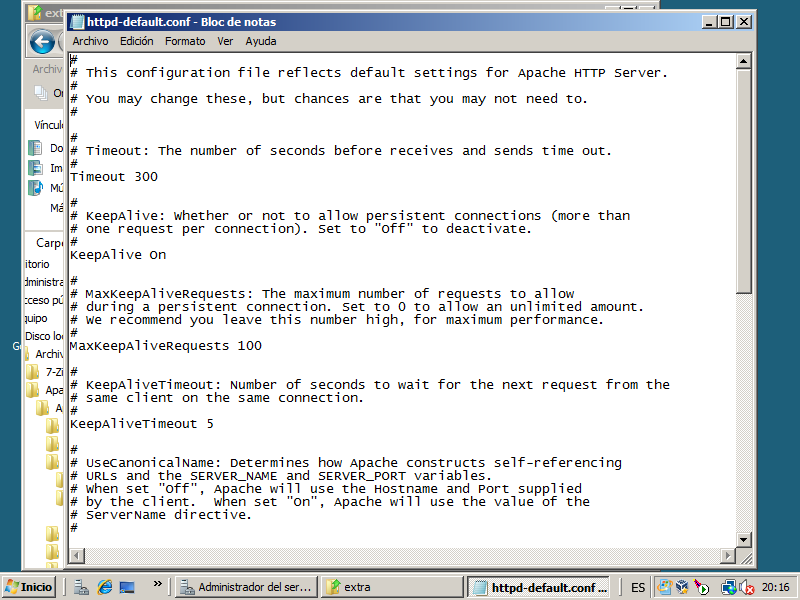 httpd-default.conf - Bloc de notas
Archivo Edición Formato Ver Ayuda
#
# This configuration file reflects default settings for Apache HTTP Server.
#
# You may change these, but chances are that you may not need to.
#
#
# Timeout: The number of seconds before receives and sends time out.
#
Timeout 300
#
# KeepAlive: Whether or not to allow persistent connections (more than
# one request per connection). Set to "Off" to deactivate.
#
KeepAlive On
#
# MaxKeepAliveRequests: The maximum number of requests to allow
# during a persistent connection. Set to 0 to allow an unlimited amount.
# We recommend you leave this number high, for maximum performance.
#
MaxKeepAliveRequests 100
#
# KeepAliveTimeout: Number of seconds to wait for the next request from the
# same client on the same connection.
#
KeepAliveTimeout 5
#
# UseCanonicalName: Determines how Apache constructs self-referencing
# URLs and the SERVER_NAME and SERVER_PORT variables.
# When set "Off", Apache will use the Hostname and Port supplied
# by the client.  When set "On", Apache will use the value of the
# ServerName directive.
#
ext
Archiv
Or
Víncul
Do
Im
Mú
Má
Carpe
itorio
dministra
cceso pú
quipo
Disco loc
Archiv
7-Zi
Apa
A
Inicio
»
Administrador del ser...
extra
httpd-default.conf ...
ES
20:16